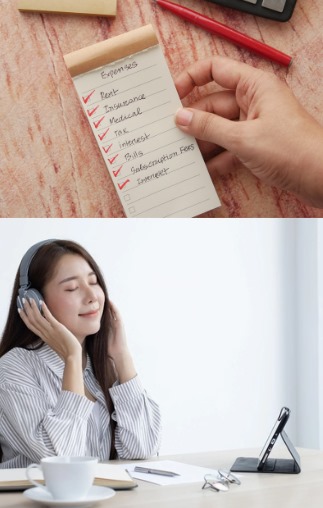 Expenses
Rent
Insurance
Medical
Tax
Interest
Bills
Subscription Fees
Internet